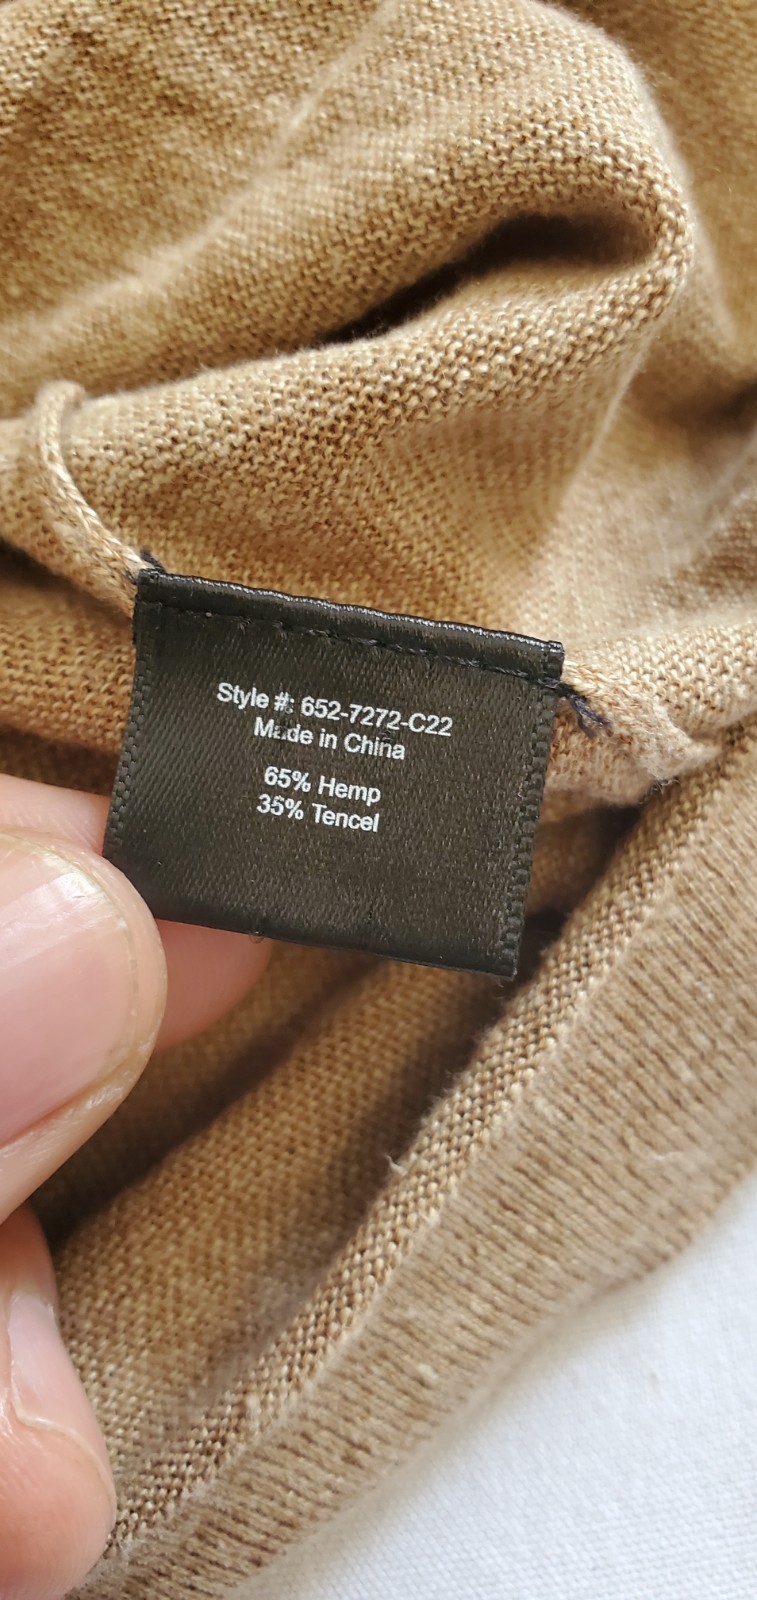 Style #: 652-7272-C22
Made in China
65% Hemp
35% Tencel